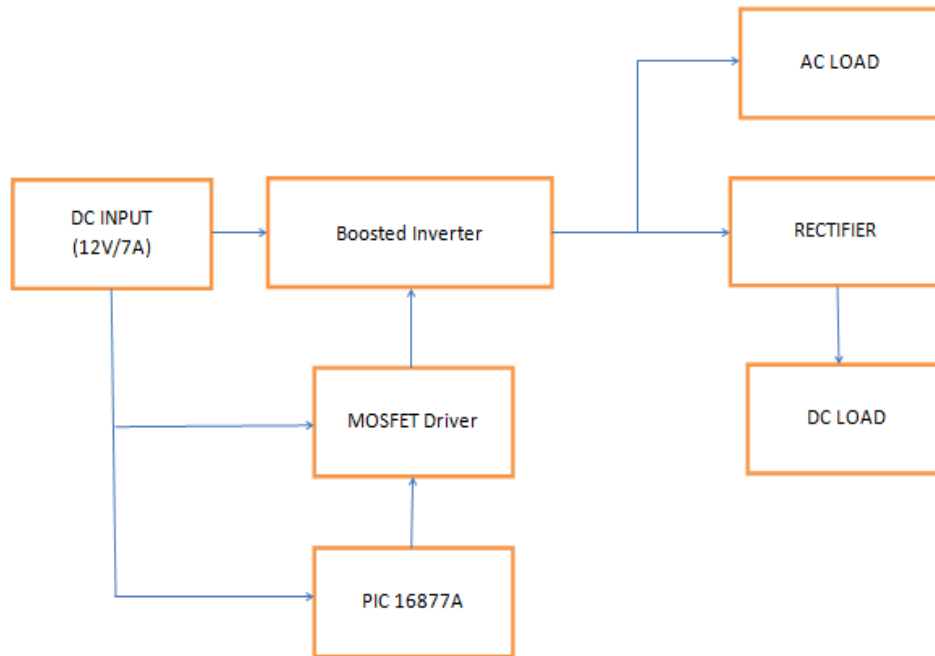 AC LOAD
DC INPUT
(12V/7A)
Boosted Inverter
RECTIFIER
MOSFET Driver
DC LOAD
PIC 16877A